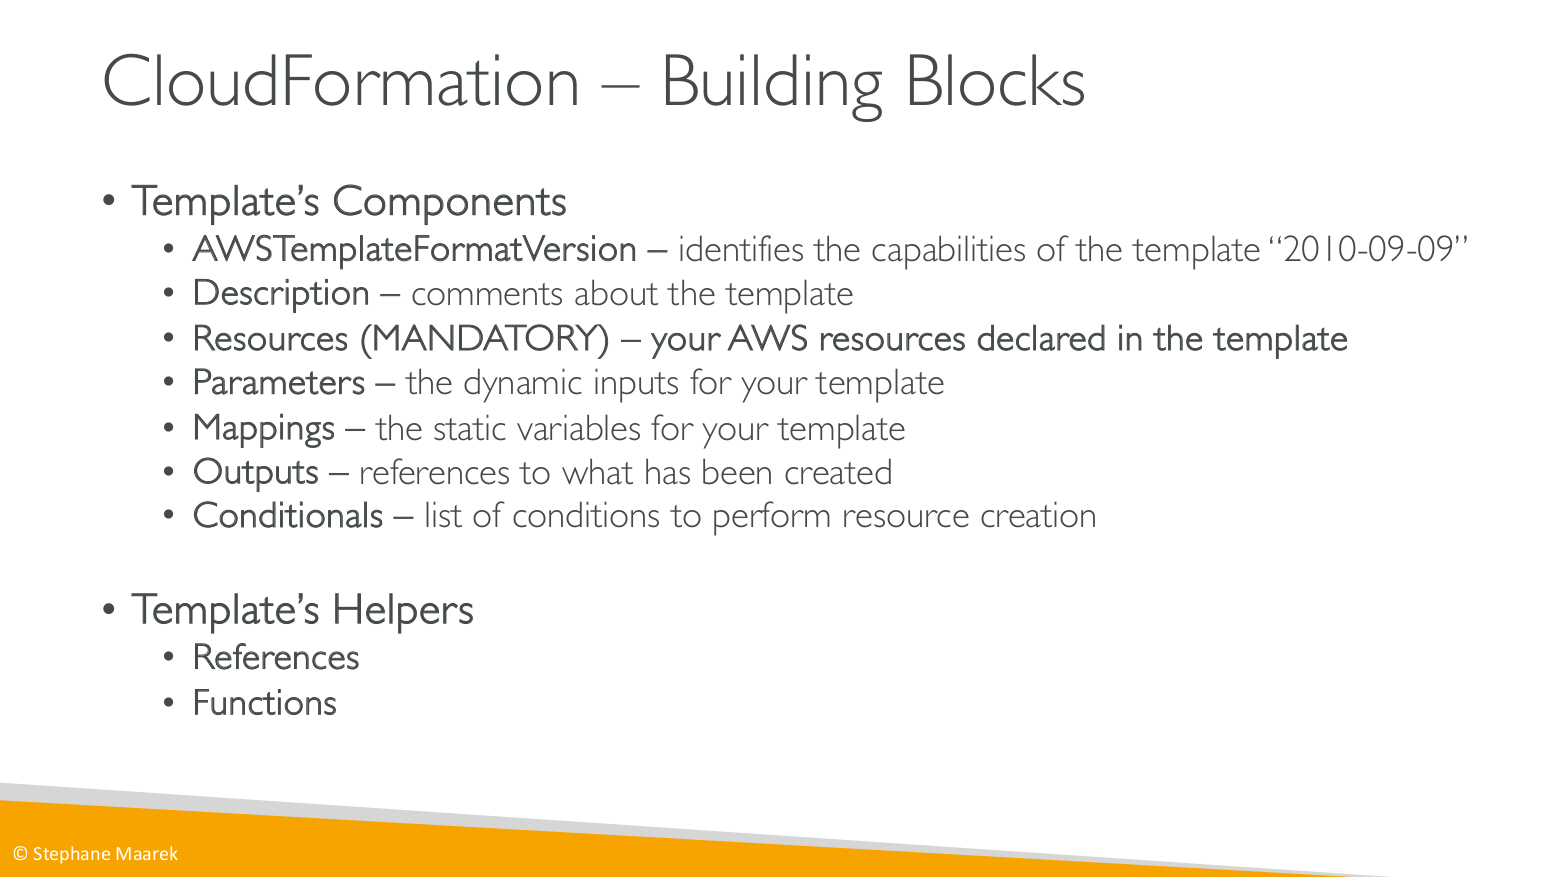 CloudFormation – Building Blocks
• Template’s Components
• AWSTemplateFormatVersion – identifies the capabilities of the template “2010-09-09”
• Description – comments about the template
• Resources (MANDATORY) – your AWS resources declared in the template
• Parameters – the dynamic inputs for your template
• Mappings – the static variables for your template
• Outputs – references to what has been created
• Conditionals – list of conditions to perform resource creation
• Template’s Helpers
• References
• Functions
© Stephane Maarek